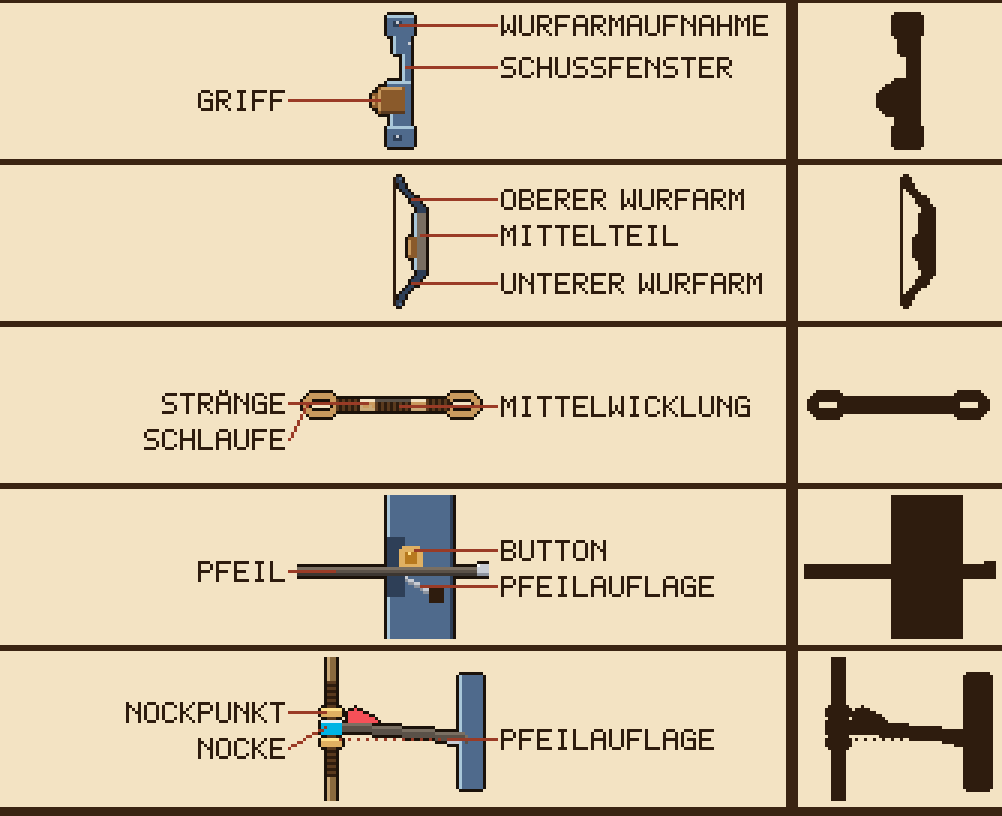 WURFARMAUFNAHME
SCHUSSFENSTER
GRIFF
OBERER WURFARM
MITTELTEIL
UNTERER WURFARM
STRÄNGE
MITTELWICKLUNG
SCHLAUFE
BUTTON
PFEIL
PFEILAUFLAGE
NOCKPUNKT
PFEILAUFLAGE
NOCKE